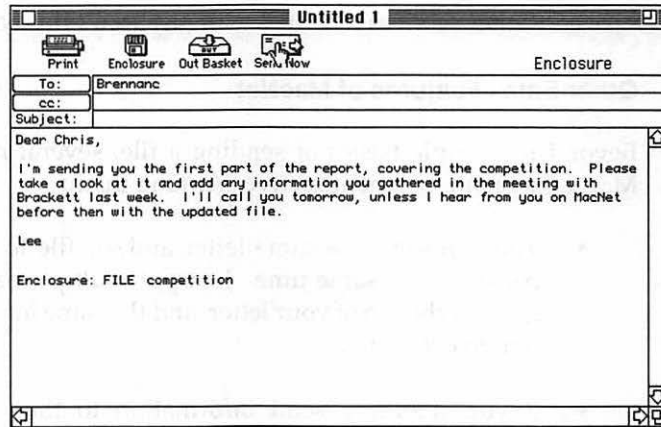 Untitled 1
Print Enclosure Out Basket Send Now Enclosure
To: Brennanc
cc:
Subject:
Dear Chris,
I'm sending you the first part of the report, covering the competition. Please
take a look at it and add any information you gathered in the meeting with
Brackett last week. I'll call you tomorrow, unless I hear from you on MacNet
before then with the updated file.
Lee
Enclosure: FILE competition